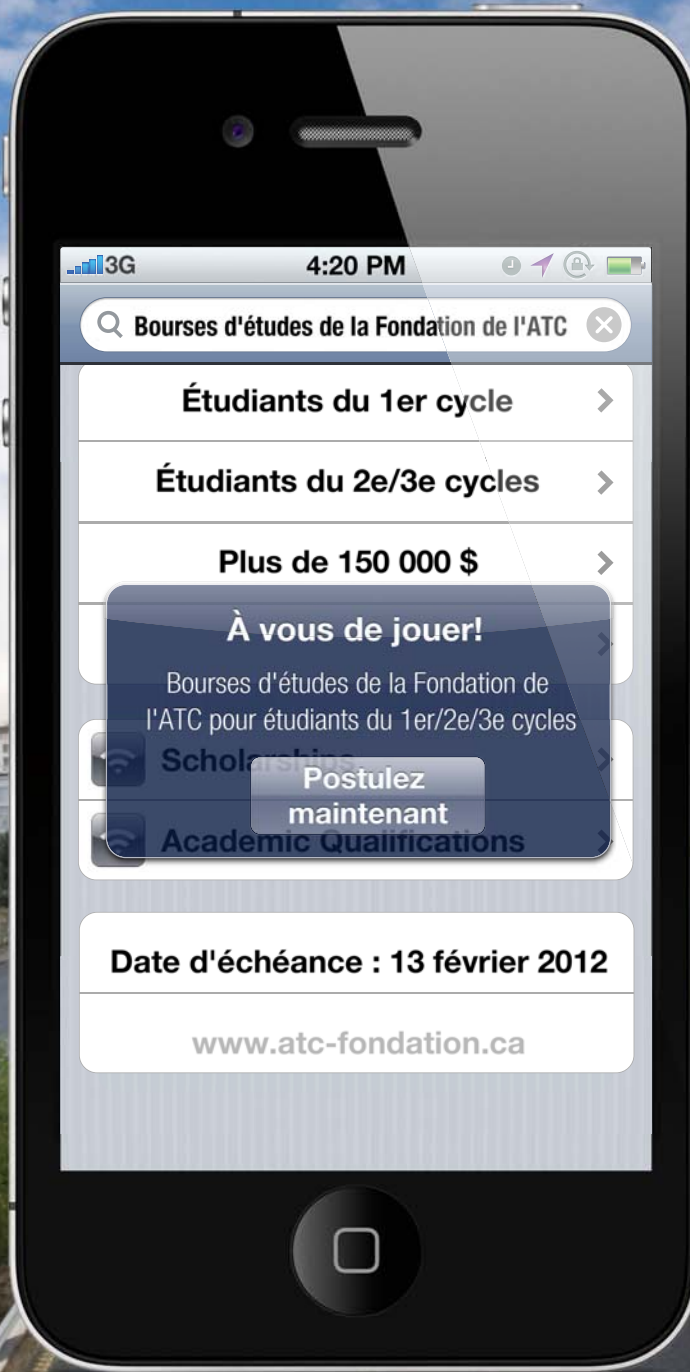 3G 4:20 PM
Bourses d'études de la Fondation de l'ATC
Étudiants du 1er cycle
Étudiants du 2e/3e cycles
Plus de 150 000 $
À vous de jouer!
Bourses d'études de la Fondation de
l'ATC pour étudiants du 1er/2e/3e cycles
Scholarships
Postulez
maintenant
Academic Qualifications
Date d'échéance : 13 février 2012
www.atc-fondation.ca